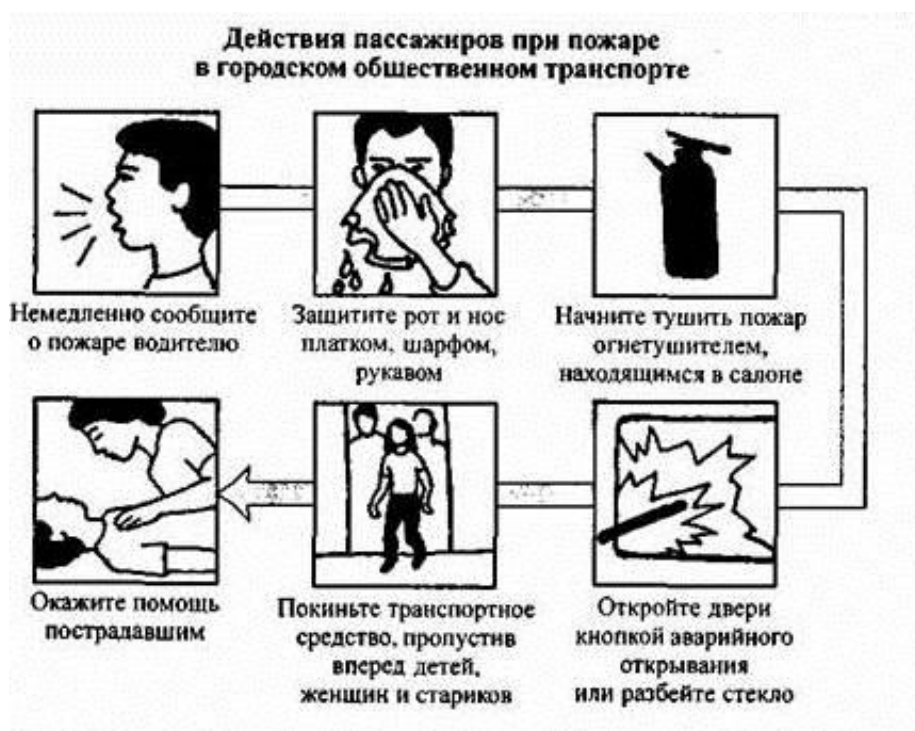 Действия пассажиров при пожаре
в городском общественном транспорте
Немедленно сообщите
о пожаре водителю
Защитите рот и нос
платком, шарфом,
рукавом
Начните тушить пожар
огнетушителем,
находящимся в салоне
Откройте двери
кнопкой аварийного
открывания
или разбейте стекло
Покиньте транспортное
средство, пропустив
вперед детей,
женщин и стариков
Окажите помощь
пострадавшим